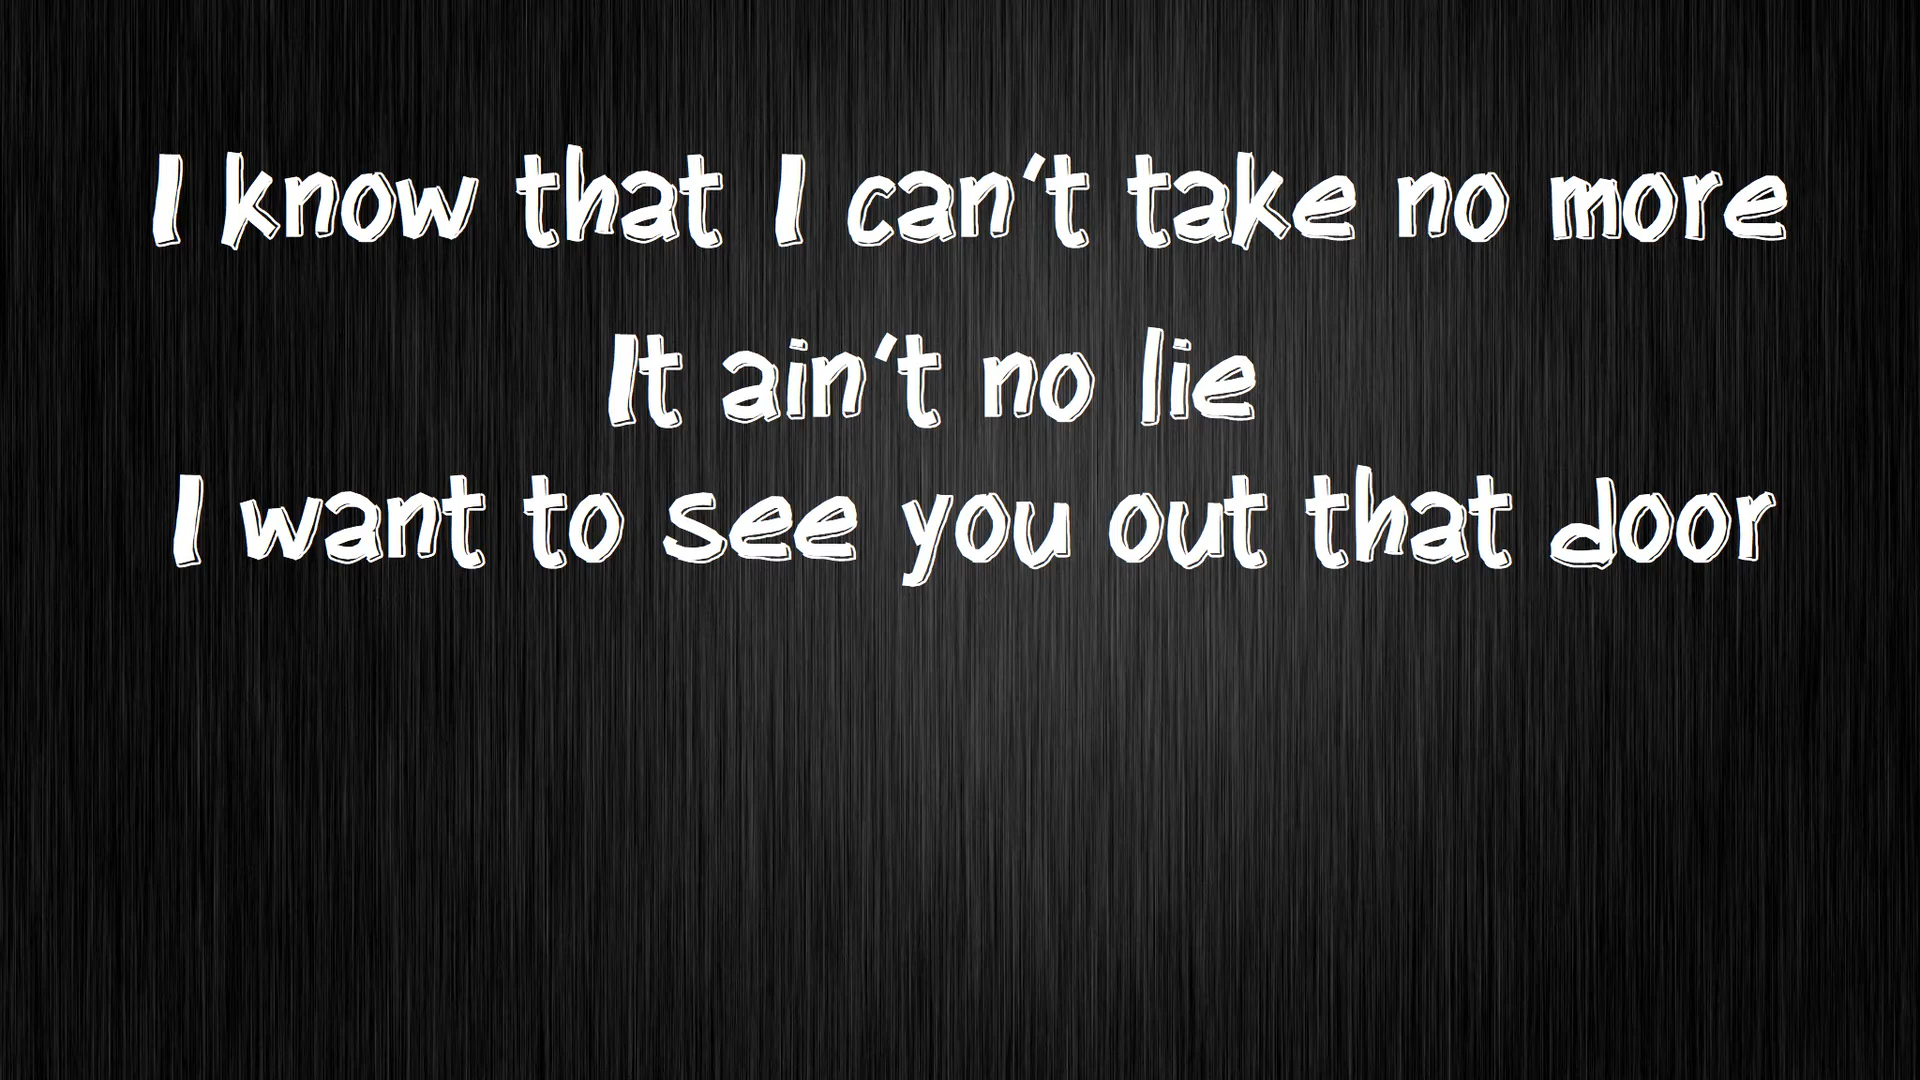 I know that I can't take no more
It ain't no lie
I want to see you out that door